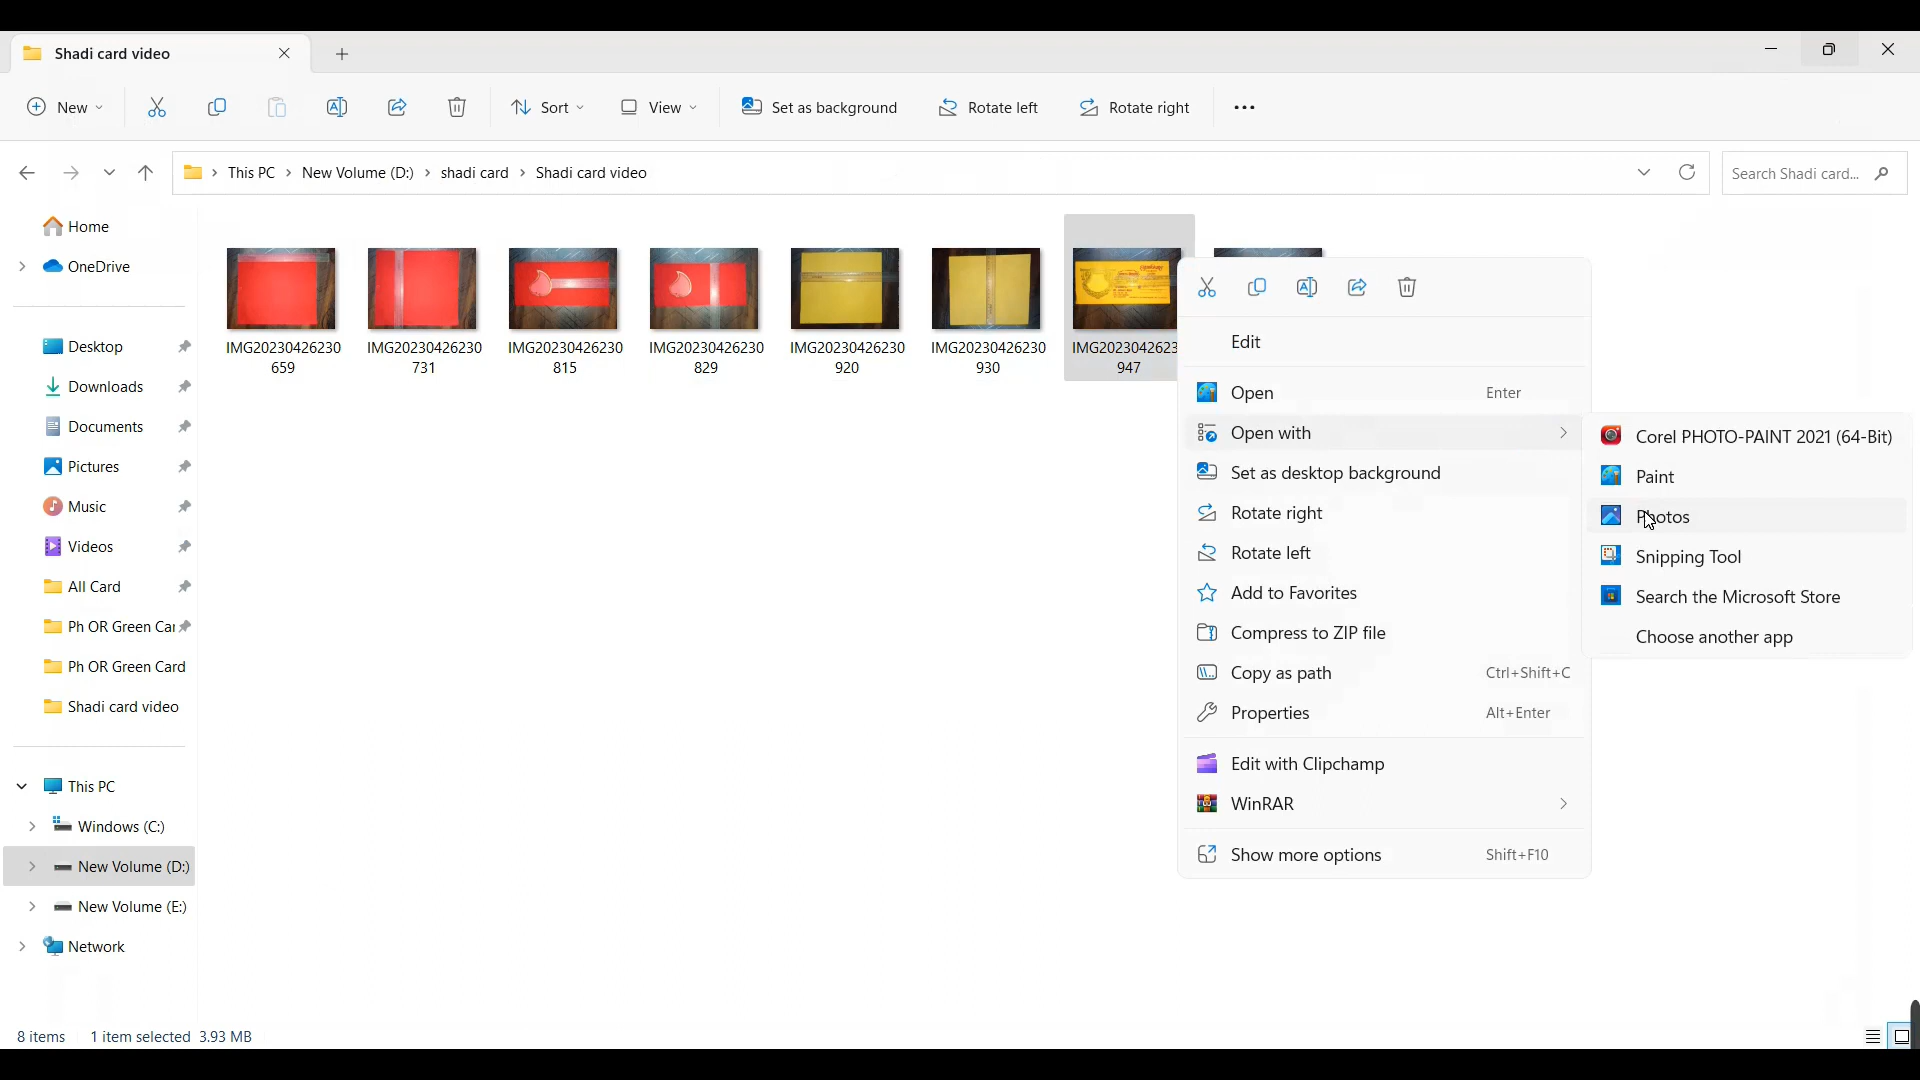 Shadi card video
New
Sort
View
Set as background
Rotate left
Rotate right
This PC > New Volume (D:) > shadi card > Shadi card video
Search Shadi card...
Home
OneDrive
Desktop
Downloads
Documents
Pictures
Music
Videos
All Card
Ph OR Green Car
Ph OR Green Card
Shadi card video
This PC
Windows (C:)
New Volume (D:)
New Volume (E:)
Network
IMG20230426230
659
IMG20230426230
731
IMG20230426230
815
IMG20230426230
829
IMG20230426230
920
IMG20230426230
930
IMG2023042623
947
Edit
Open Enter
Open with
Set as desktop background
Rotate right
Rotate left
Add to Favorites
Compress to ZIP file
Copy as path Ctrl+Shift+C
Properties Alt+Enter
Edit with Clipchamp
WinRAR
Show more options Shift+F10
Corel PHOTO-PAINT 2021 (64-Bit)
Paint
Photos
Snipping Tool
Search the Microsoft Store
Choose another app
8 items 1 item selected 3.93 MB